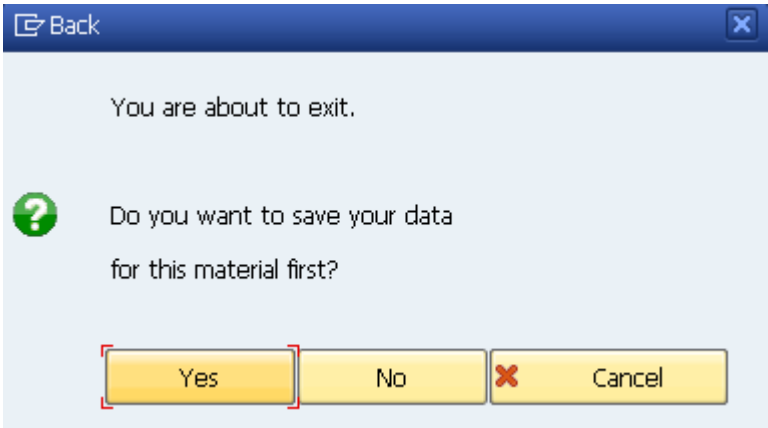 Back
You are about to exit.
Do you want to save your data
for this material first?
Yes No Cancel